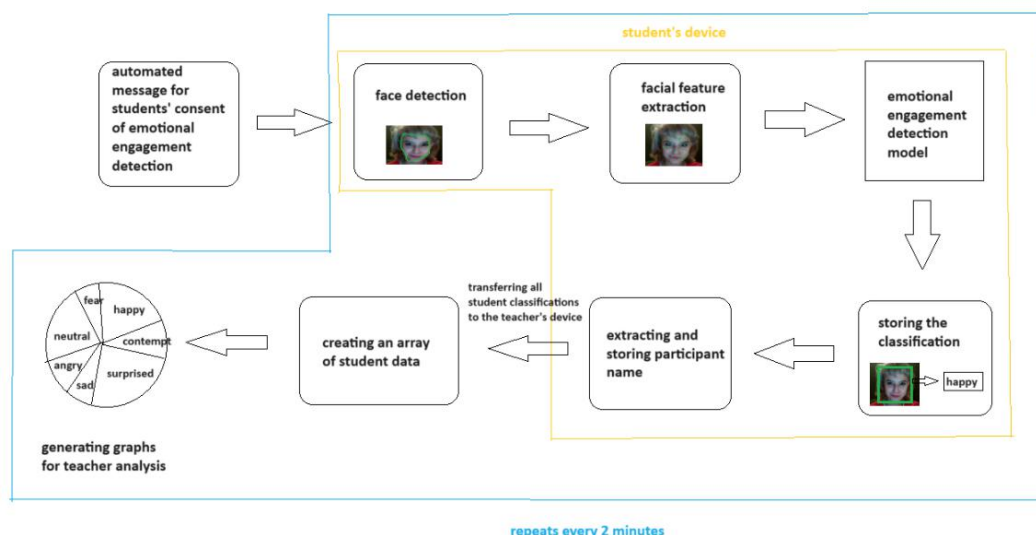 student's device
automated
message for
students' consent
of emotional
engagement
detection
face detection
facial feature
extraction
emotional
engagement
detection
model
storing the
classification
happy
extracting and
storing participant
name
transferring all
student classifications
to the teacher's device
creating an array
of student data
fear
happy
neutral
contempt
angry
surprised
sad
generating graphs
for teacher analysis
repeats every 2 minutes